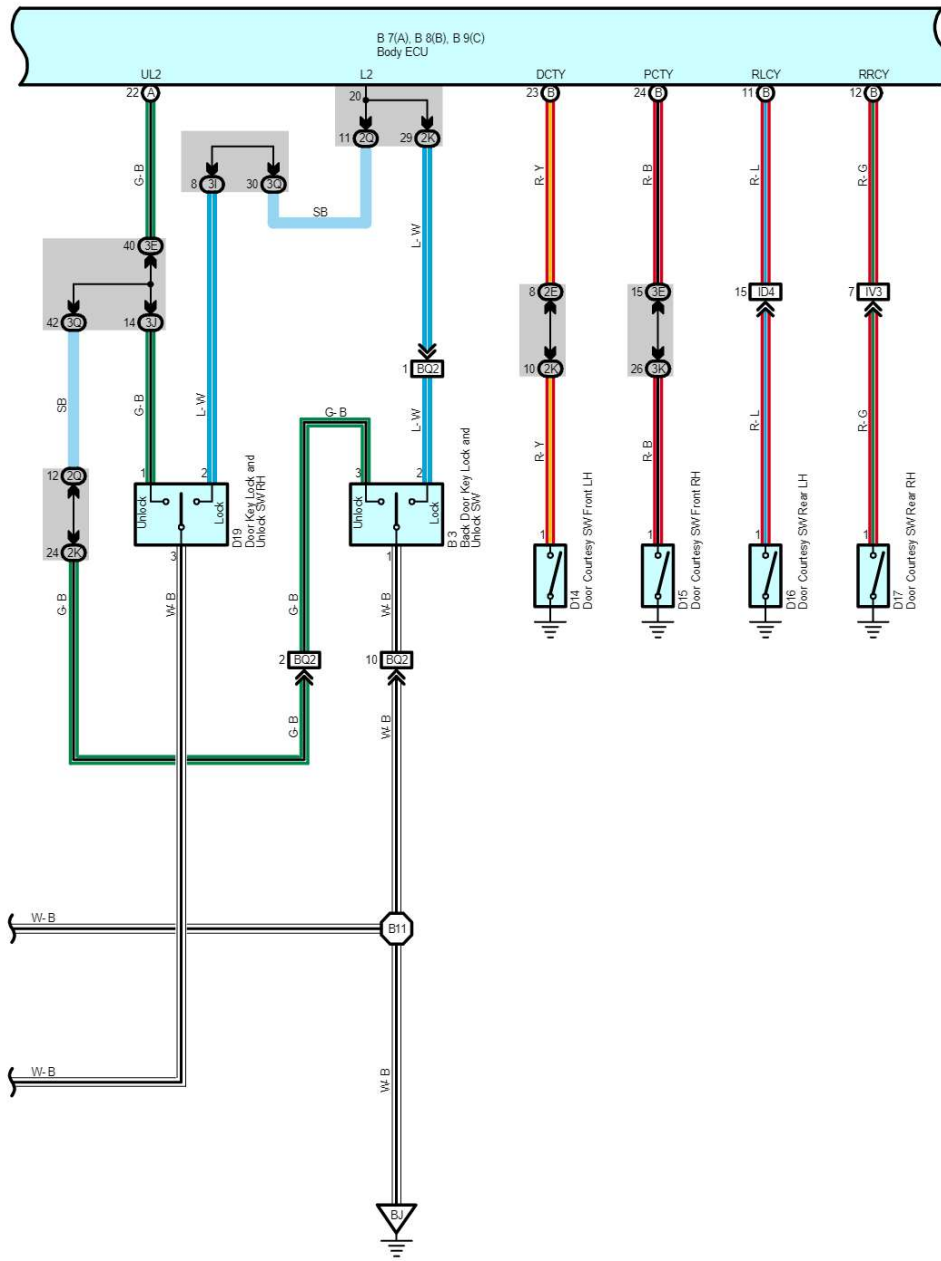 B 7(A), B 8(B), B 9(C)
Body ECU
UL2
L2
DCTY
PCTY
RLCY
RRCY
22 A
20
23 B
24 B
11 B
12 B
11 2Q
29 2K
8 3I
30 3Q
G- B
SB
L- W
R- Y
R- B
R- L
R- G
40 3E
42 3Q
14 3J
8 2E
15 3E
15 ID4
7 IV3
1 BQ2
10 2K
26 3K
SB
G- B
L- W
G- B
L- W
R- Y
R- B
R- L
R- G
12 2Q
24 2K
1
2
Unlock
Lock
3
D19
Door Key Lock and
Unlock SW RH
3
2
Unlock
Lock
1
B 3
Back Door Key Lock and
Unlock SW
1
D14
Door Courtesy SW Front LH
1
D15
Door Courtesy SW Front RH
1
D16
Door Courtesy SW Rear LH
1
D17
Door Courtesy SW Rear RH
G- B
W- B
G- B
W- B
2 BQ2
10 BQ2
G- B
W- B
W- B
B11
W- B
W- B
BJ